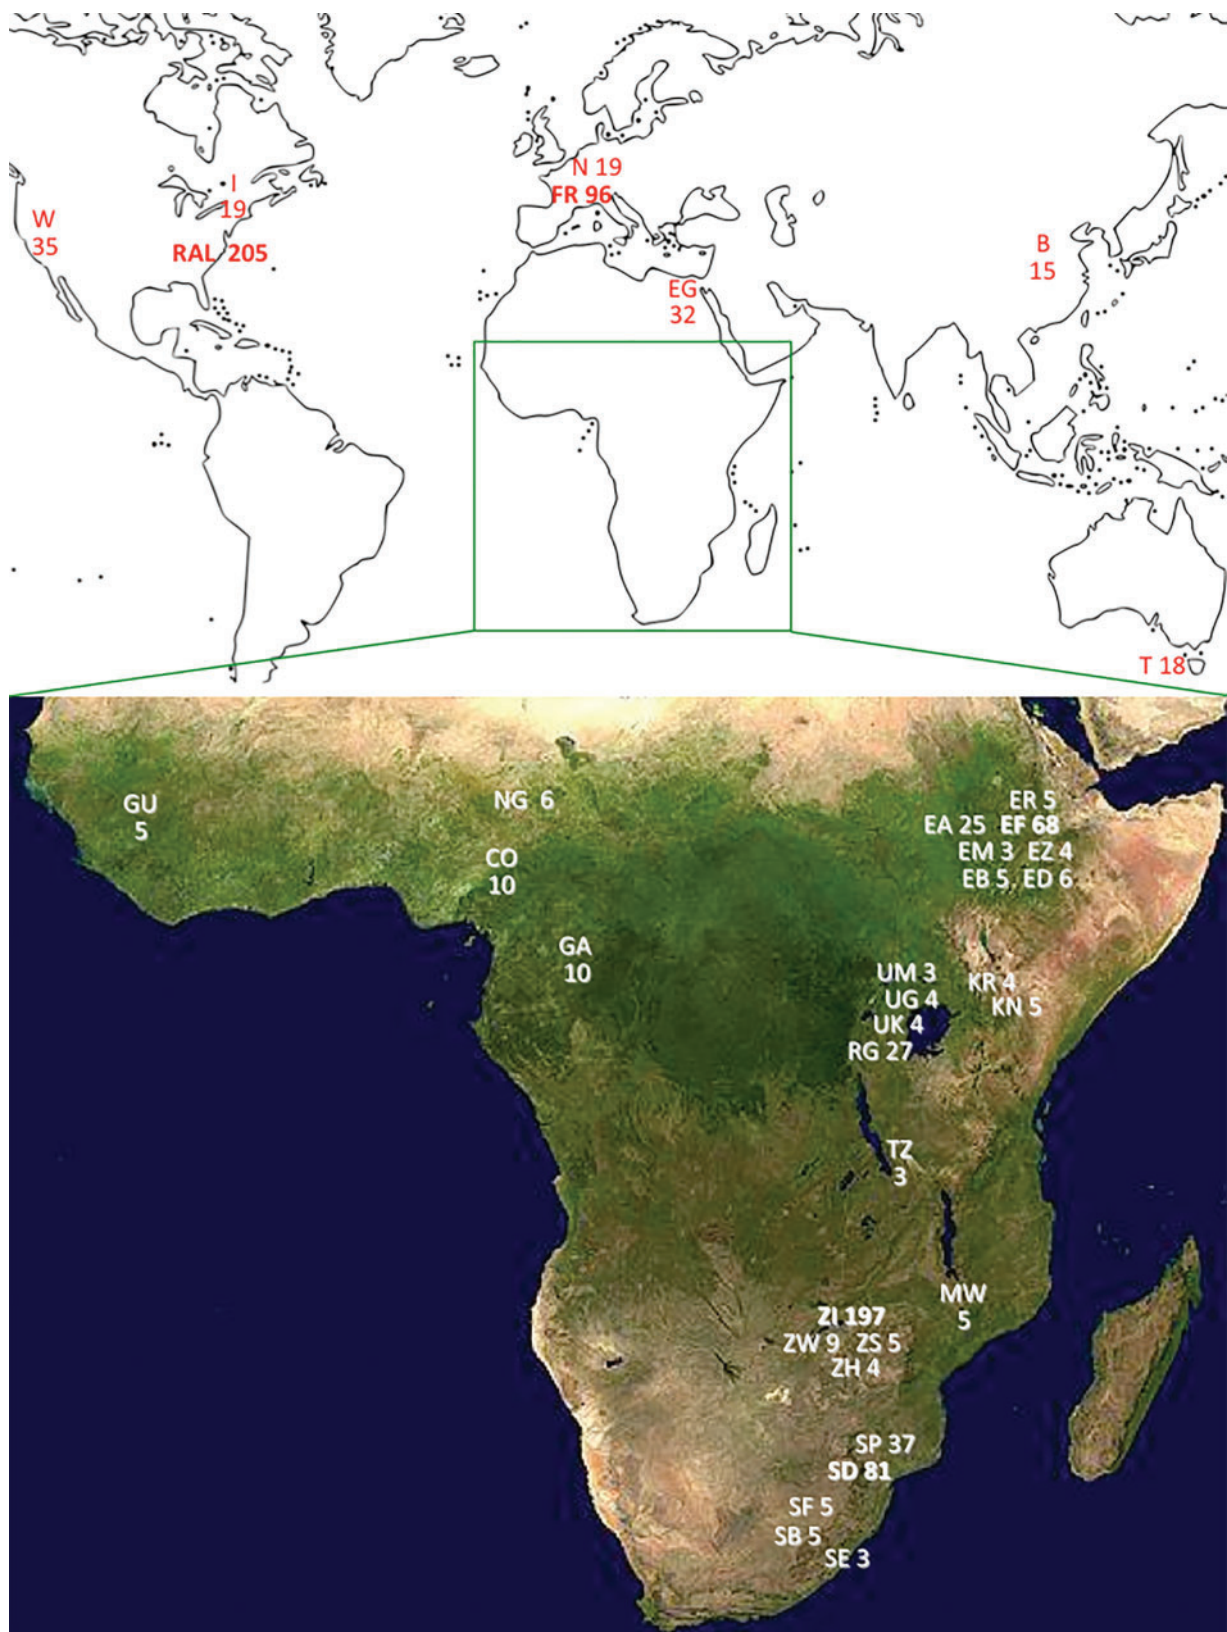 N 19
FR 96
I
19
W
35
RAL 205
B
15
EG
32
T 18
GU
5
NG 6
ER 5
EA 25 EF 68
EM 3 EZ 4
EB 5 ED 6
CO
10
GA
10
UM 3
KR 4
UG 4
KN 5
UK 4
RG 27
TZ
3
MW
5
ZI 197
ZW 9 ZS 5
ZH 4
SP 37
SD 81
SF 5
SB 5
SE 3